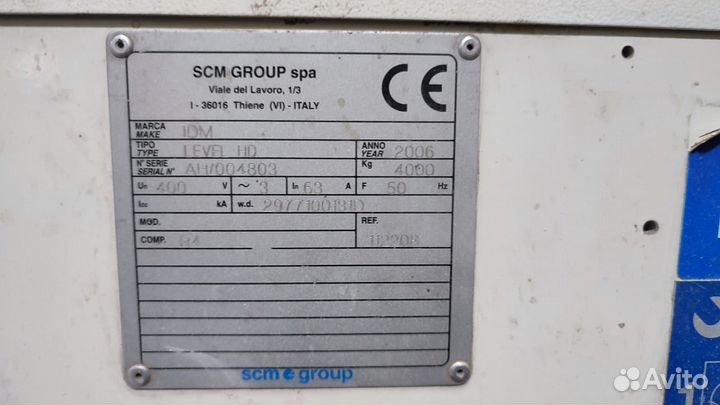 SCM GROUP spa
Viale del Lavoro, 1/3
I - 36016 Thiene (VI) - ITALY
CE
MARCA
MAKE IDM
TIPO
TYPE LEVEL HD ANNO
YEAR 2006
N° SERIE
SERIAL N° AH/004803 Kg 4000
Un 400 V ~ 3 In 63 A F 50 Hz
Icc kA w.d.
MOD. REF.
COMP. 84 112208
scm group
Avito